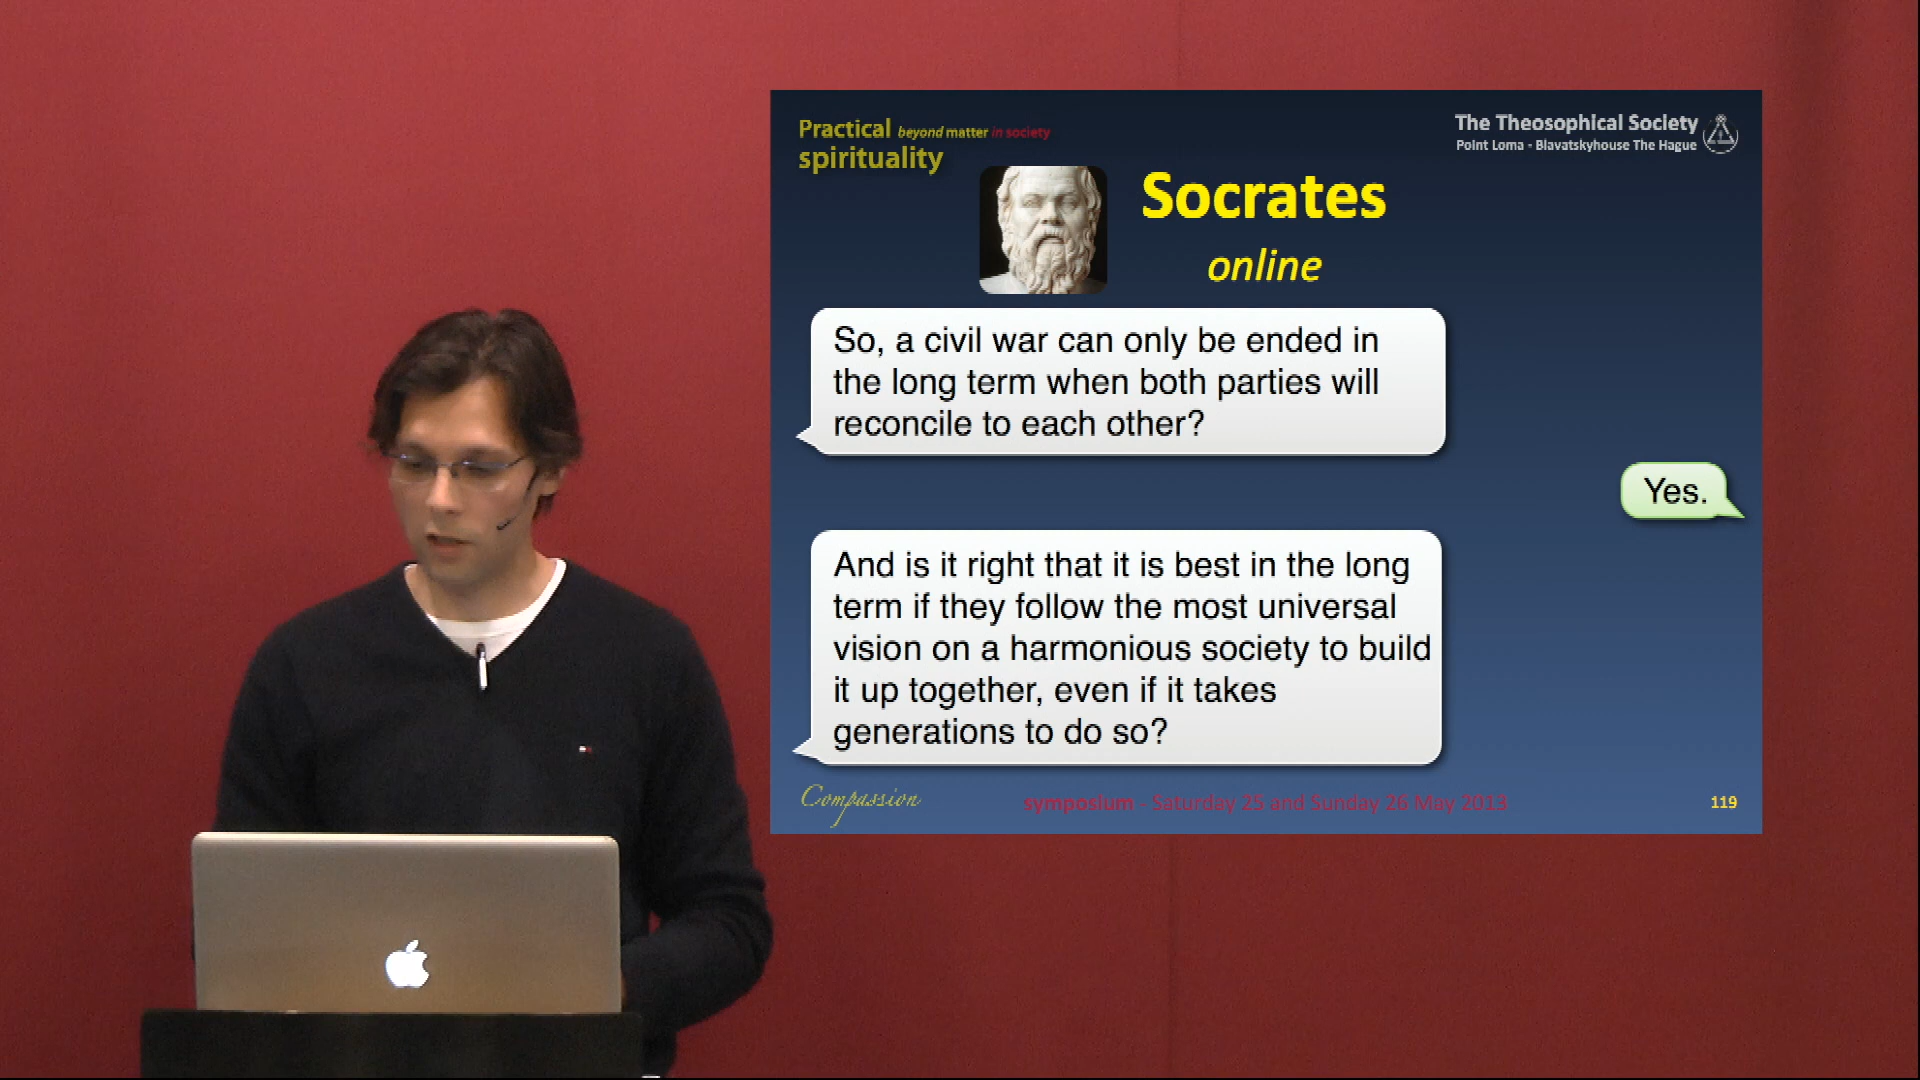 Practical beyond matter in society
spirituality
The Theosophical Society
Point Loma - Blavatskyhouse The Hague
Socrates
online
So, a civil war can only be ended in
the long term when both parties will
reconcile to each other?
Yes.
And is it right that it is best in the long
term if they follow the most universal
vision on a harmonious society to build
it up together, even if it takes
generations to do so?
Compassion
symposium - Saturday 25 and Sunday 26 May 2013
119